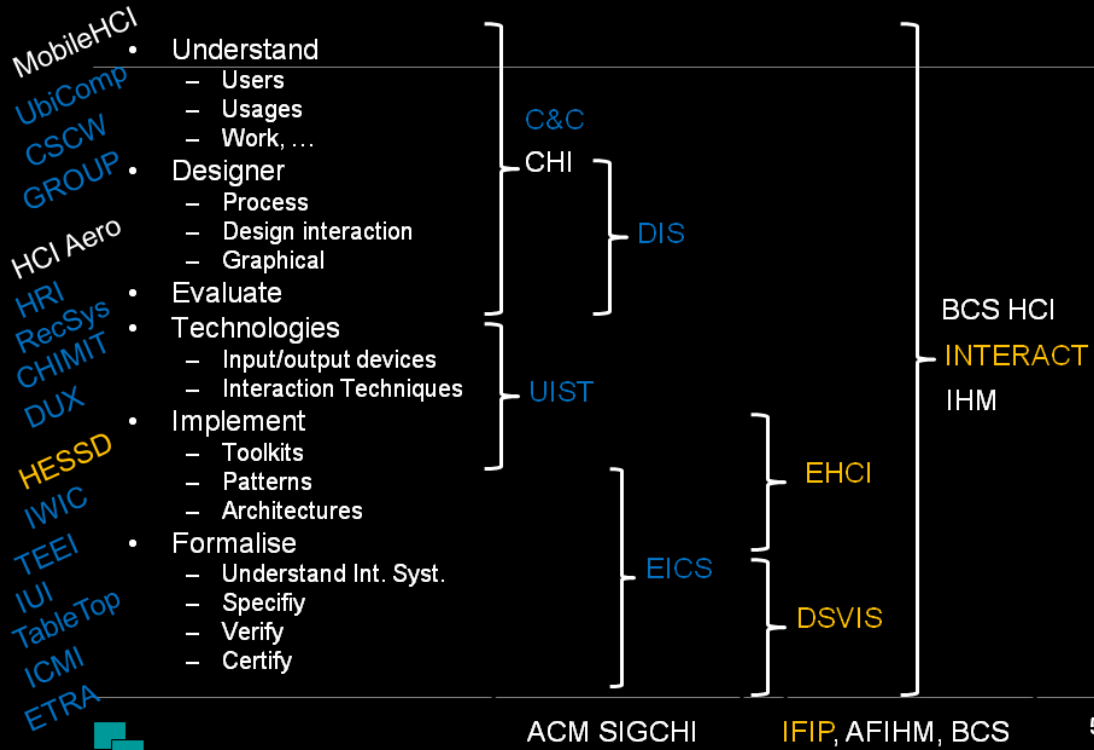 MobileHCI
UbiComp
CSCW
GROUP
HCI Aero
HRI
RecSys
CHIMIT
DUX
HESSD
IWIC
TEEI
IUI
TableTop
ICMI
ETRA
• Understand
– Users
– Usages
– Work, …
• Designer
– Process
– Design interaction
– Graphical
• Evaluate
• Technologies
– Input/output devices
– Interaction Techniques
• Implement
– Toolkits
– Patterns
– Architectures
• Formalise
– Understand Int. Syst.
– Specifiy
– Verify
– Certify
C&C
CHI
DIS
UIST
EICS
EHCI
DSVIS
BCS HCI
INTERACT
IHM
ACM SIGCHI
IFIP, AFIHM, BCS